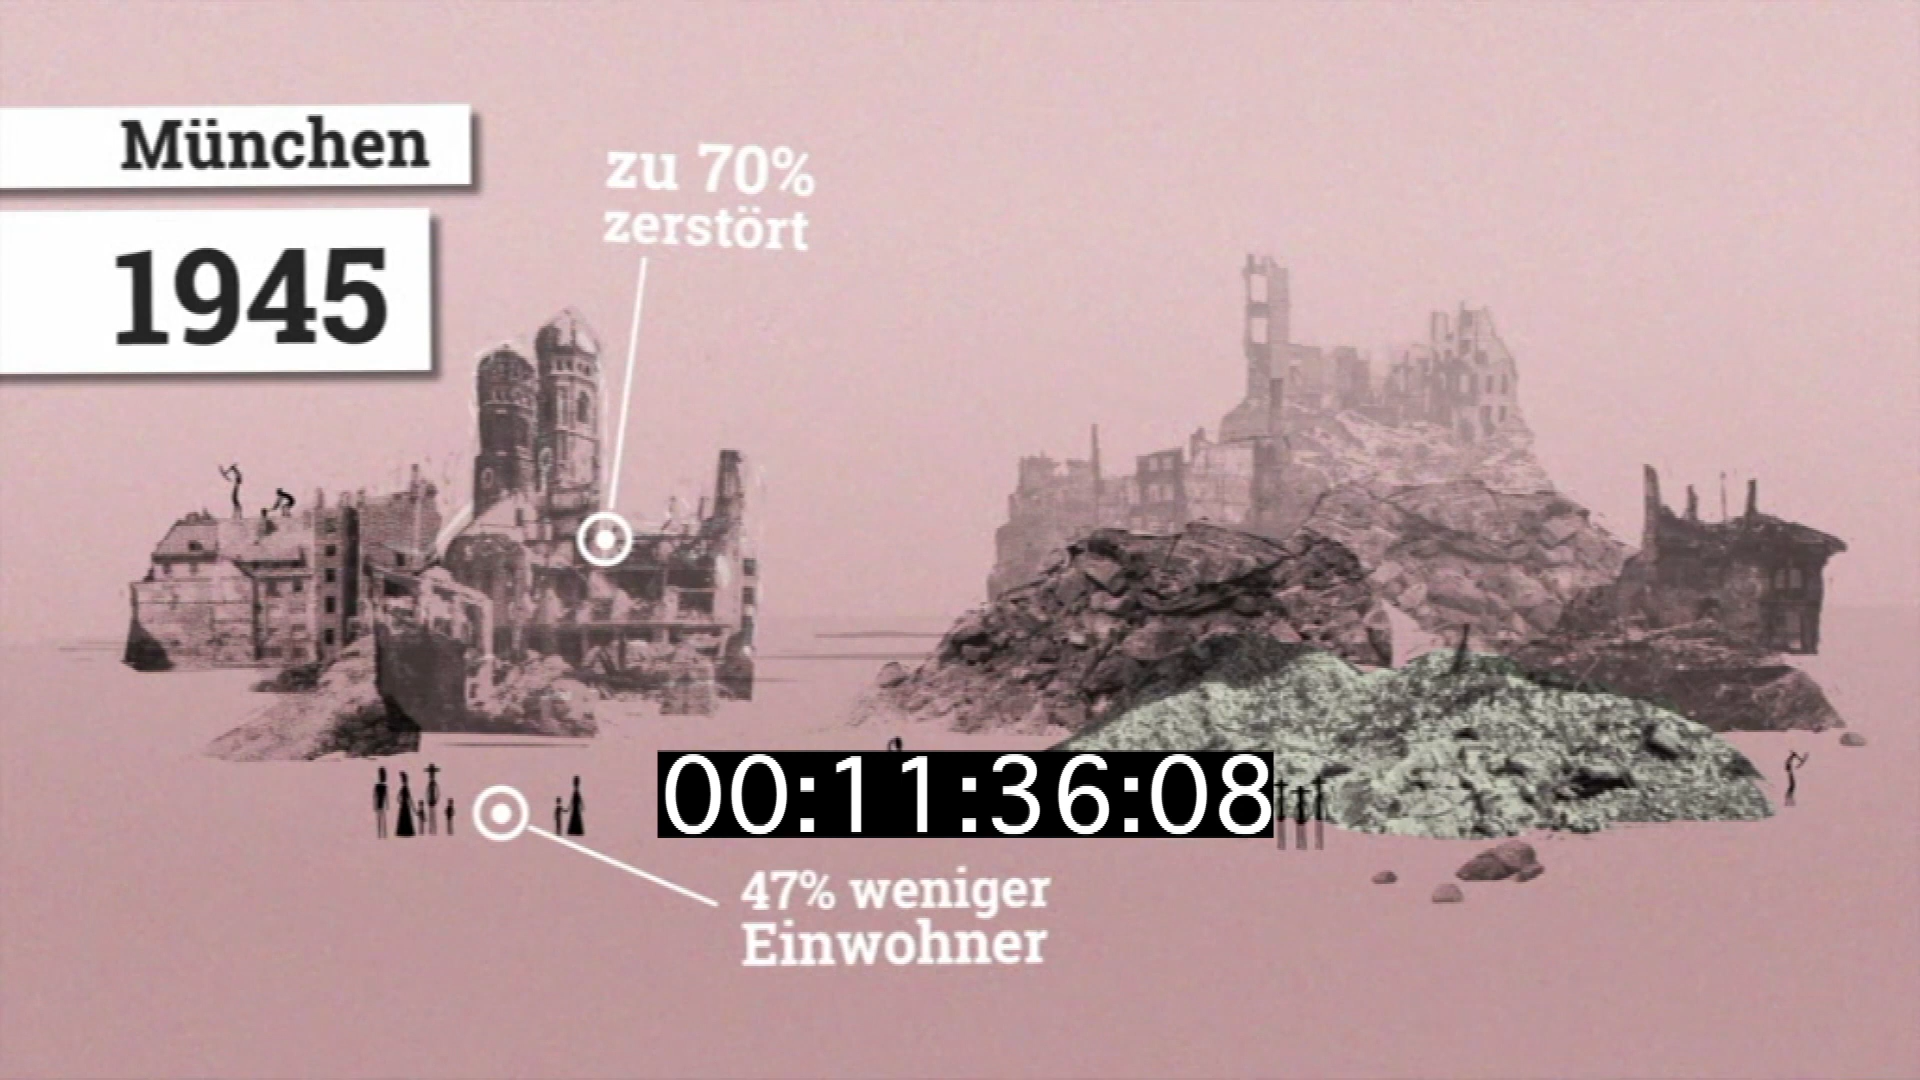 München
1945
zu 70%
zerstört
00:11:36:08
47% weniger
Einwohner